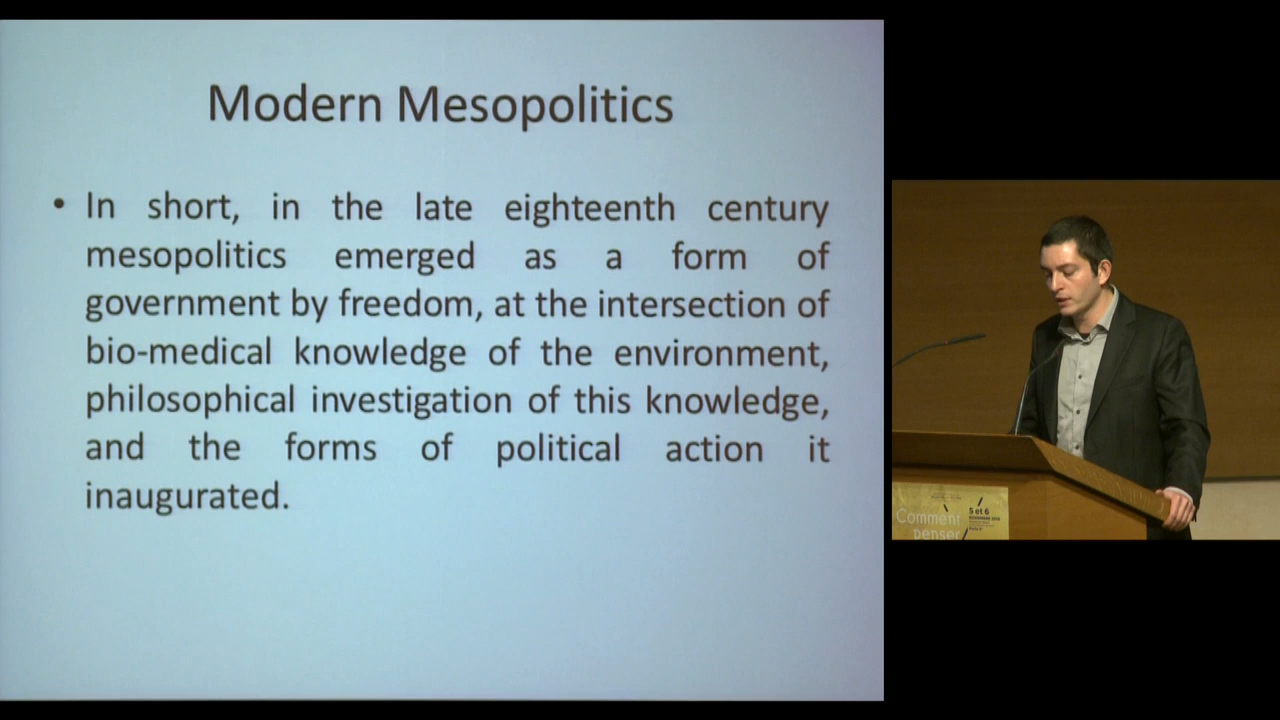 Modern Mesopolitics
• In short, in the late eighteenth century
mesopolitics emerged as a form of
government by freedom, at the intersection of
bio-medical knowledge of the environment,
philosophical investigation of this knowledge,
and the forms of political action it
inaugurated.
Comment
penser
5 et 6